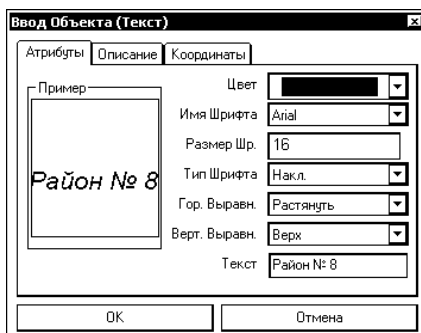 Ввод Объекта (Текст)
Атрибуты Описание Координаты
Пример
Район № 8
Цвет
Имя Шрифта Arial
Размер Шр. 16
Тип Шрифта Накл.
Гор. Выравн. Растянуть
Верт. Выравн. Верх
Текст Район № 8
OK Отмена